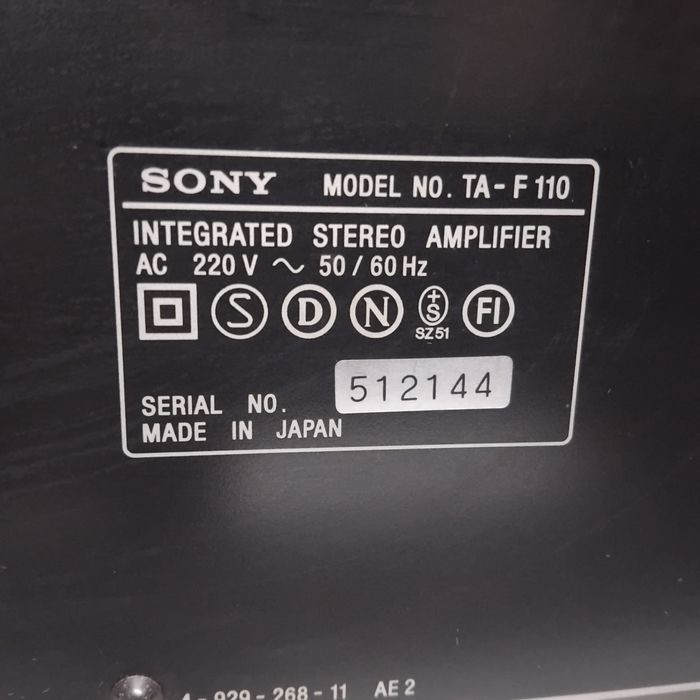 SONY MODEL NO. TA-F110
INTEGRATED STEREO AMPLIFIER
AC 220V ~ 50/60Hz
S D N +S FI
SZ51
SERIAL NO. 512144
MADE IN JAPAN
4-929-268-11 AE2